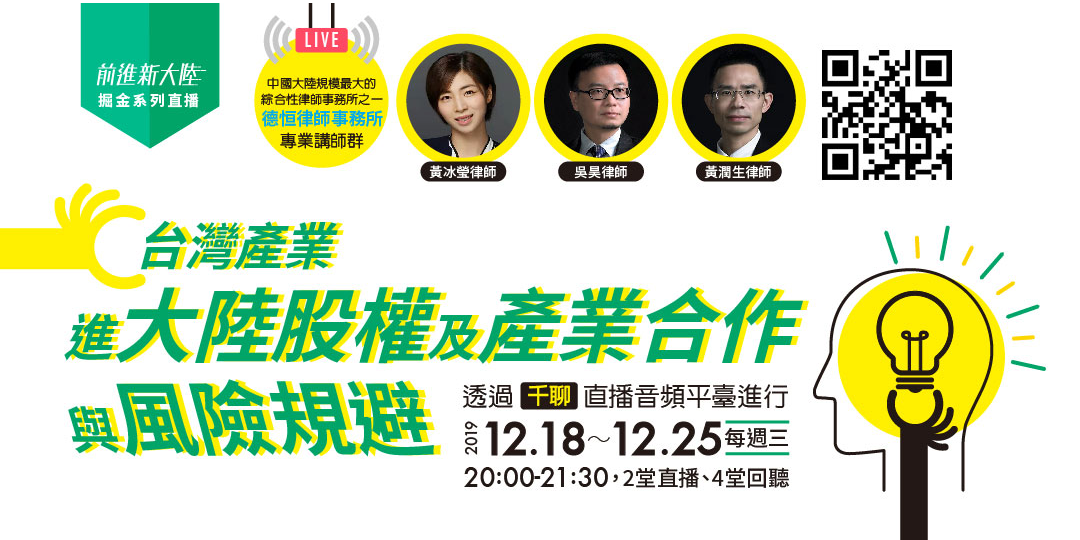 前進新大陸
掘金系列直播
LIVE
中國大陸規模最大的
綜合性律師事務所之一
德恒律師事務所
專業講師群
黃冰瑩律師
吳昊律師
黃潤生律師
台灣產業
進大陸股權及產業合作
與風險規避
透過 千聊 直播音頻平臺進行
2019 12.18～12.25 每週三
20:00-21:30，2堂直播、4堂回聽